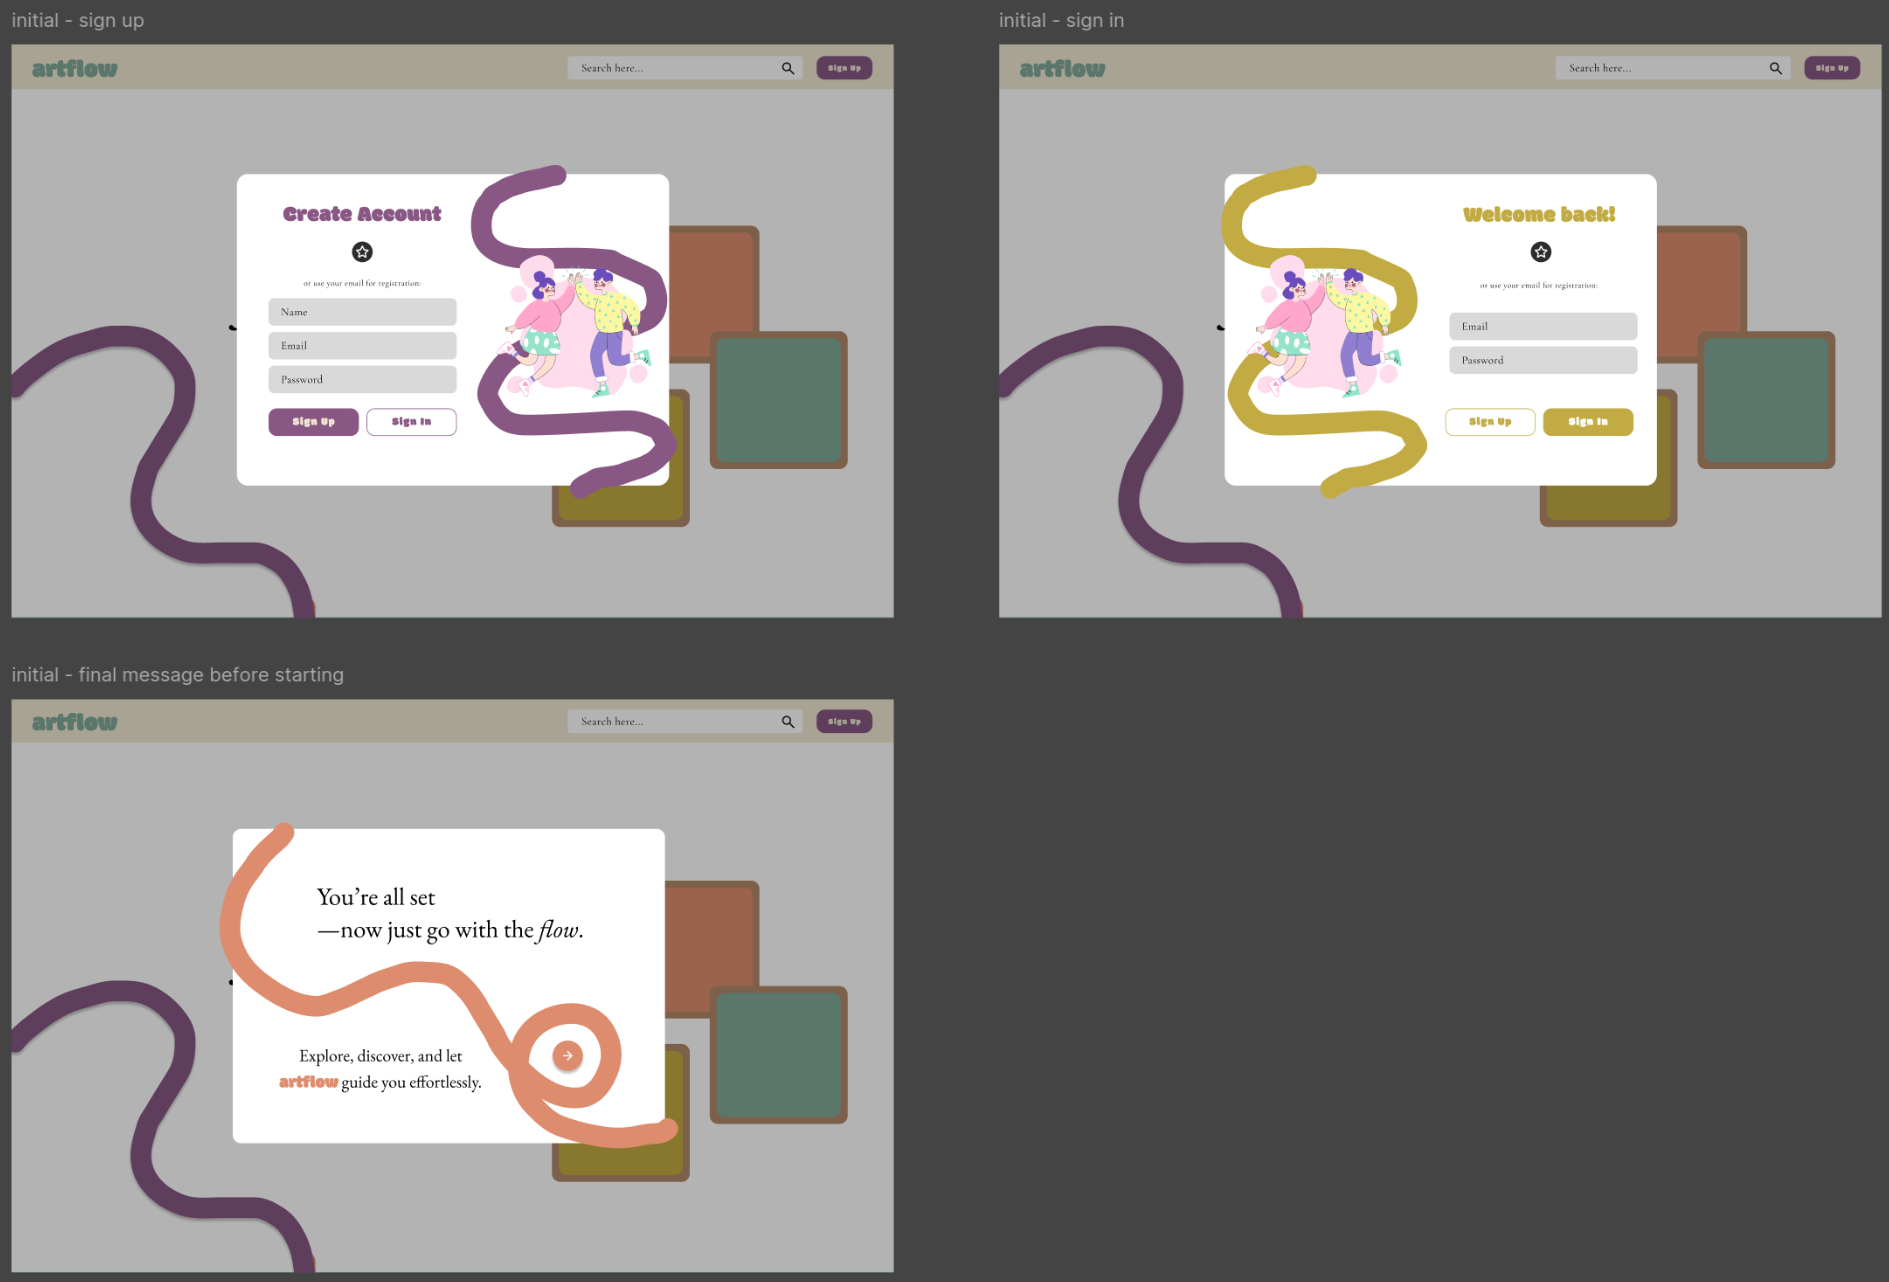 initial - sign up
artflow
Search here...
Sign Up
Create Account
or use your email for registration:
Name
Email
Password
Sign Up
Sign In
initial - sign in
artflow
Search here...
Sign Up
Welcome back!
or use your email for registration:
Email
Password
Sign Up
Sign In
initial - final message before starting
artflow
Search here...
Sign Up
You’re all set
—now just go with the flow.
Explore, discover, and let
artflow guide you effortlessly.